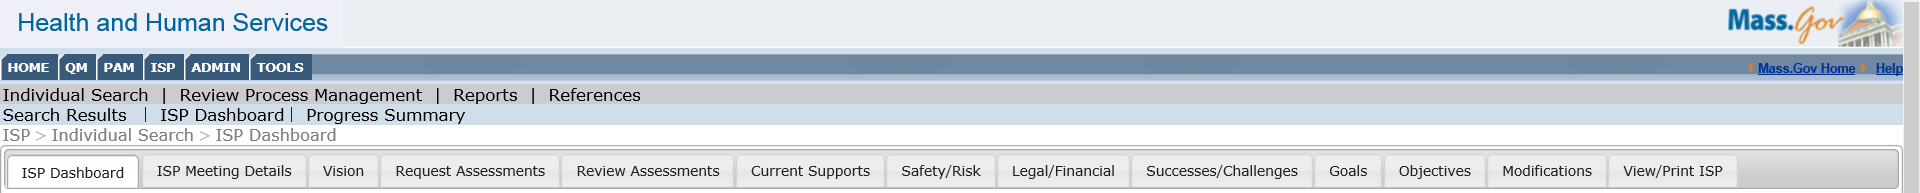 Health and Human Services
Mass.Gov
HOME QM PAM ISP ADMIN TOOLS
Mass.Gov Home Help
Individual Search | Review Process Management | Reports | References
Search Results | ISP Dashboard | Progress Summary
ISP > Individual Search > ISP Dashboard
ISP Dashboard ISP Meeting Details Vision Request Assessments Review Assessments Current Supports Safety/Risk Legal/Financial Successes/Challenges Goals Objectives Modifications View/Print ISP